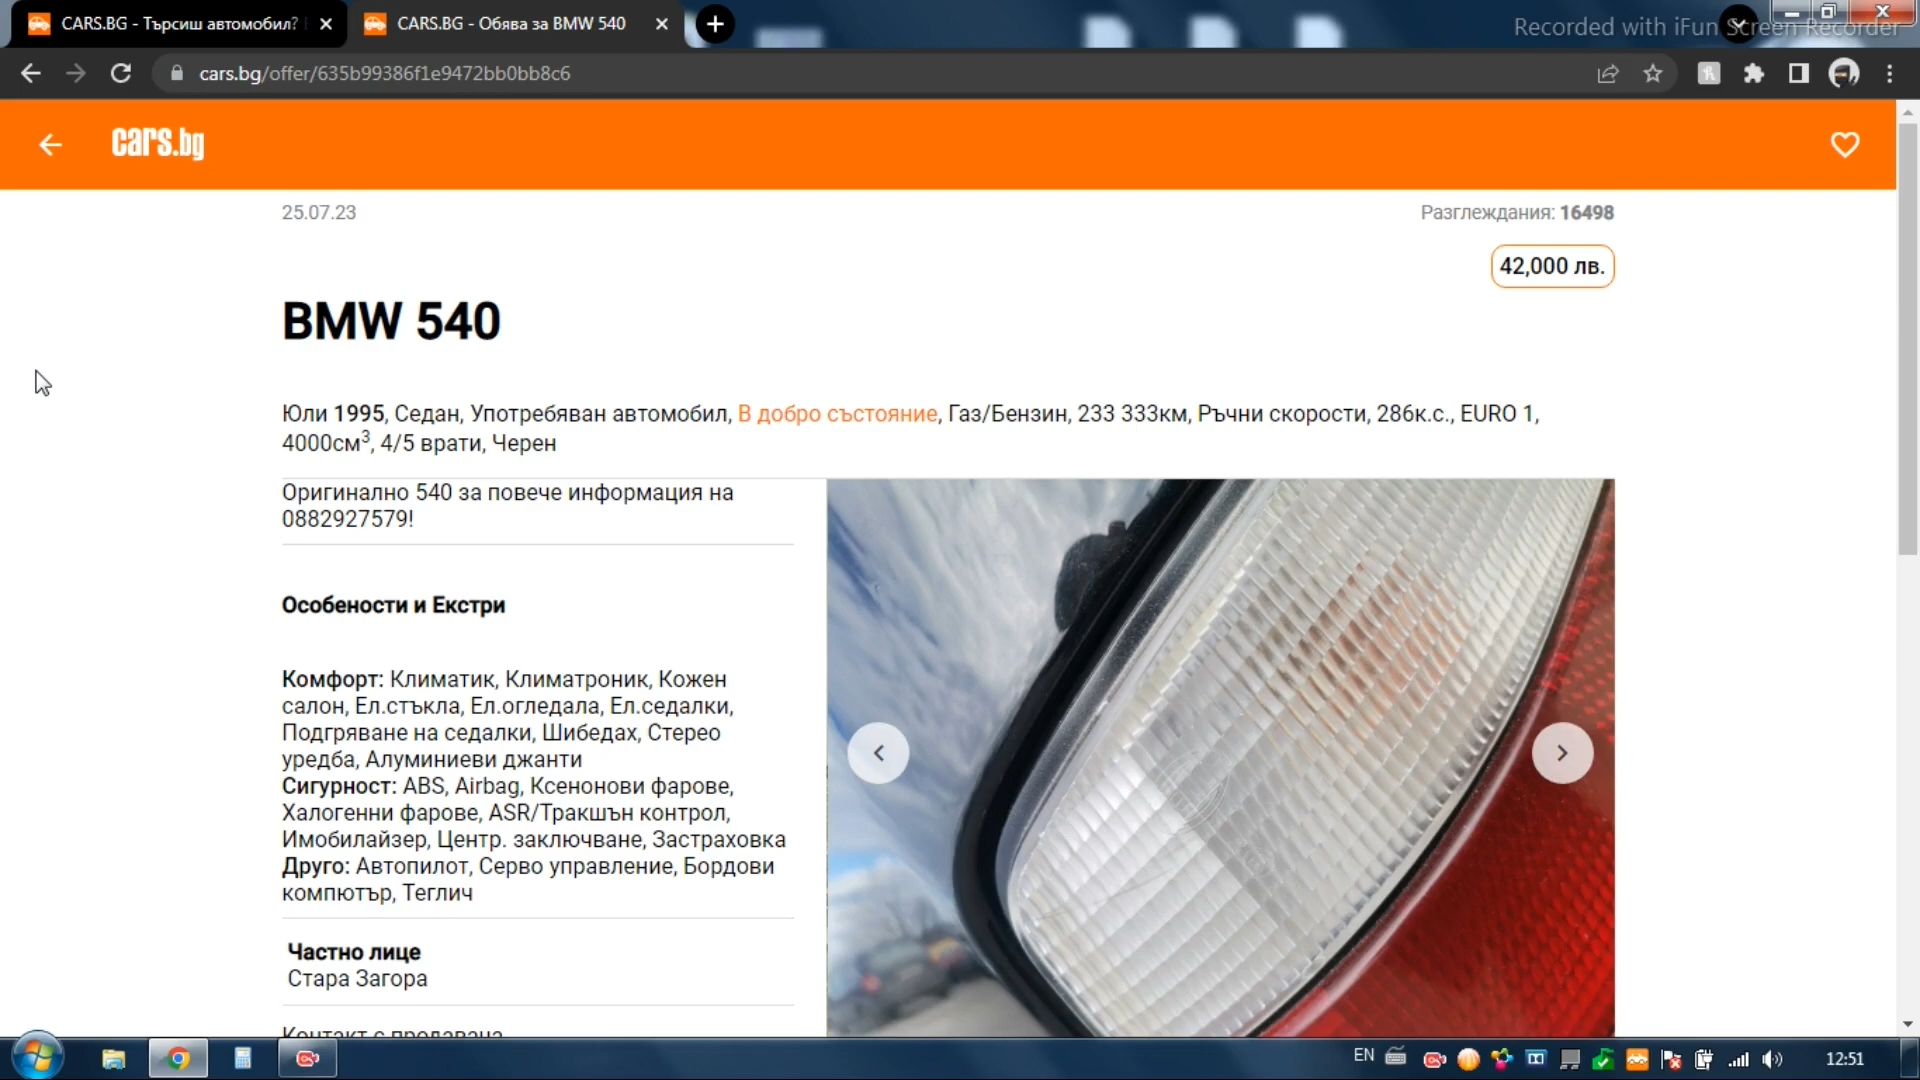 CARS.BG - Търсиш автомобил?
CARS.BG - Обява за BMW 540
Recorded with iFun Screen Recorder
cars.bg/offer/635b99386f1e9472bb0bb8c6
cars.bg
25.07.23
Разглеждания: 16498
42,000 лв.
BMW 540
Юли 1995, Седан, Употребяван автомобил, В добро състояние, Газ/Бензин, 233 333км, Ръчни скорости, 286к.с., EURO 1,
4000см³, 4/5 врати, Черен
Оригинално 540 за повече информация на
0882927579!
Особености и Екстри
Комфорт: Климатик, Климатроник, Кожен
салон, Ел.стъкла, Ел.огледала, Ел.седалки,
Подгряване на седалки, Шибедах, Стерео
уредба, Алуминиеви джанти
Сигурност: ABS, Airbag, Ксенонови фарове,
Халогенни фарове, ASR/Тракшън контрол,
Имобилайзер, Центр. заключване, Застраховка
Друго: Автопилот, Серво управление, Бордови
компютър, Теглич
Частно лице
Стара Загора
Контакт с продавача
EN
12:51